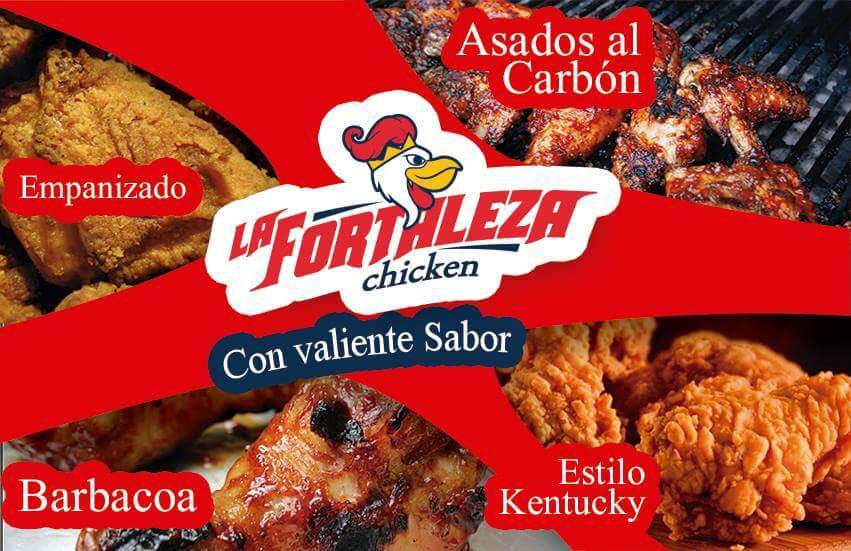 Asados al
Carbón
Empanizado
LA FORTALEZA
chicken
Con valiente Sabor
Barbacoa
Estilo
Kentucky